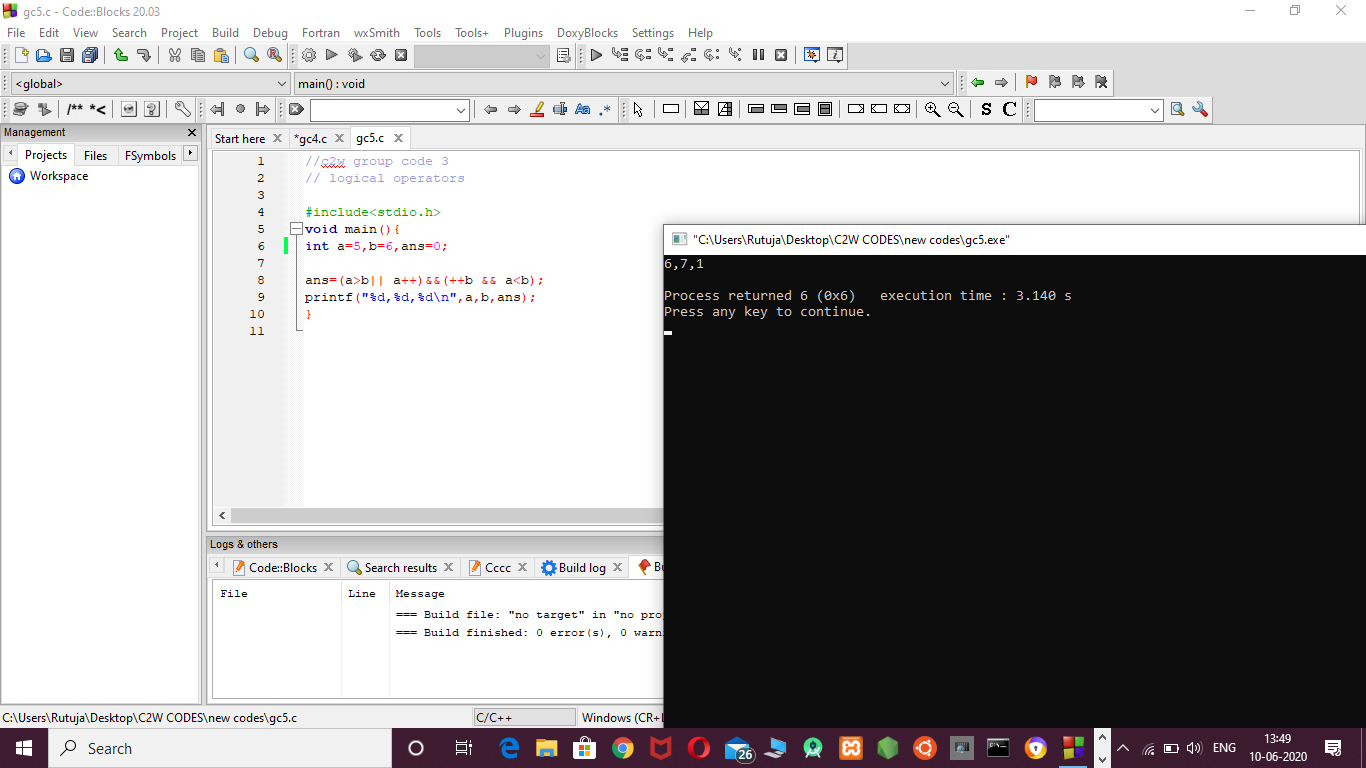 gc5.c - Code::Blocks 20.03
File Edit View Search Project Build Debug Fortran wxSmith Tools Tools+ Plugins DoxyBlocks Settings Help
<global> main() : void
/** *< Aa .* S C
Management
Projects Files FSymbols
Workspace
Start here *gc4.c gc5.c
1 //c2w group code 3
2 // logical operators
3
4 #include<stdio.h>
5 void main(){
6 int a=5,b=6,ans=0;
7
8 ans=(a>b|| a++)&&(++b && a<b);
9 printf("%d,%d,%d\n",a,b,ans);
10 }
11
"C:\Users\Rutuja\Desktop\C2W CODES\new codes\gc5.exe"
6,7,1
Process returned 6 (0x6) execution time : 3.140 s
Press any key to continue.
Logs & others
Code::Blocks Search results Cccc Build log Bu
File Line Message
=== Build file: "no target" in "no pro
=== Build finished: 0 error(s), 0 warn
C:\Users\Rutuja\Desktop\C2W CODES\new codes\gc5.c C/C++ Windows (CR+L
Search 26 ENG 13:49
10-06-2020